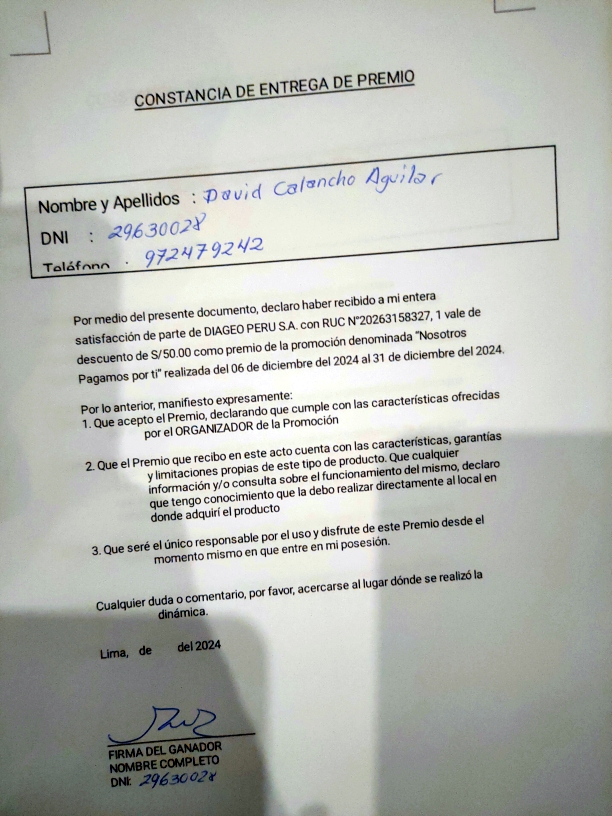 CONSTANCIA DE ENTREGA DE PREMIO
Nombre y Apellidos : David Calancho Aguilar
DNI : 29630028
Teléfono : 972479242
Por medio del presente documento, declaro haber recibido a mi entera
satisfacción de parte de DIAGEO PERU S.A. con RUC N°20263158327, 1 vale de
descuento de S/50.00 como premio de la promoción denominada "Nosotros
Pagamos por ti" realizada del 06 de diciembre del 2024 al 31 de diciembre del 2024.
Por lo anterior, manifiesto expresamente:
1. Que acepto el Premio, declarando que cumple con las características ofrecidas
por el ORGANIZADOR de la Promoción
2. Que el Premio que recibo en este acto cuenta con las características, garantías
y limitaciones propias de este tipo de producto. Que cualquier
información y/o consulta sobre el funcionamiento del mismo, declaro
que tengo conocimiento que la debo realizar directamente al local en
donde adquirí el producto
3. Que seré el único responsable por el uso y disfrute de este Premio desde el
momento mismo en que entre en mi posesión.
Cualquier duda o comentario, por favor, acercarse al lugar dónde se realizó la
dinámica.
Lima, de del 2024
FIRMA DEL GANADOR
NOMBRE COMPLETO
DNI: 29630028